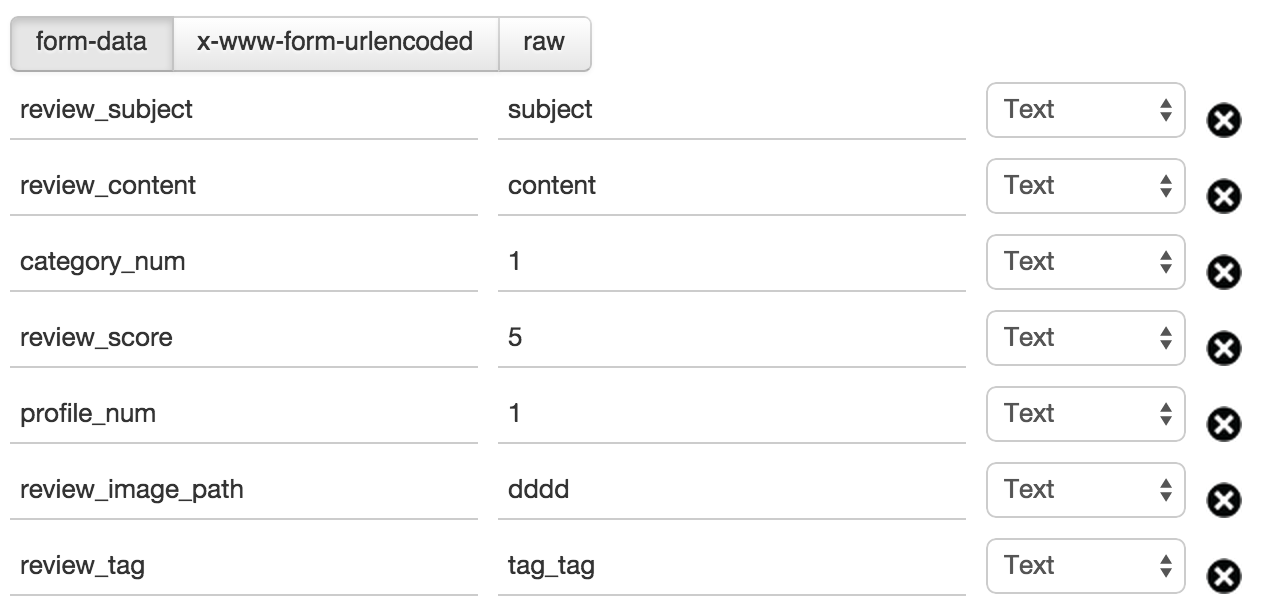 form-data x-www-form-urlencoded raw
review_subject subject Text
review_content content Text
category_num 1 Text
review_score 5 Text
profile_num 1 Text
review_image_path dddd Text
review_tag tag_tag Text